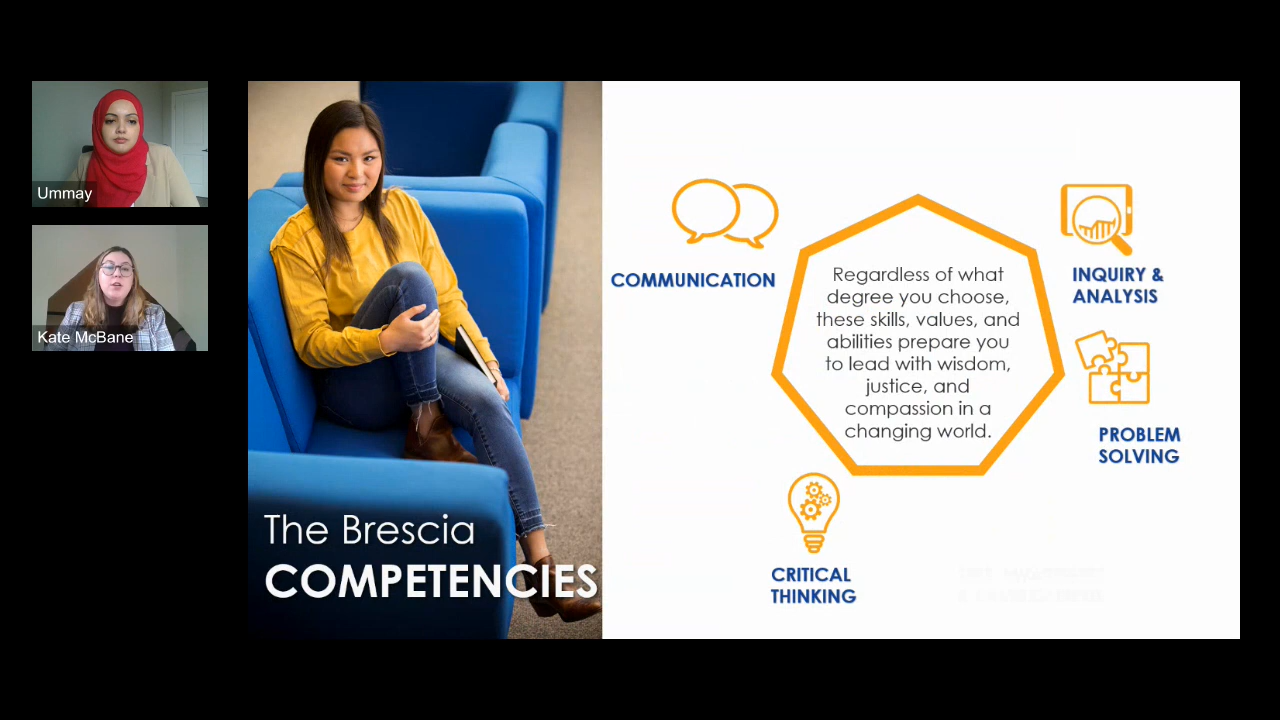 Ummay
Kate McBane
The Brescia
COMPETENCIES
COMMUNICATION
Regardless of what
degree you choose,
these skills, values, and
abilities prepare you
to lead with wisdom,
justice, and
compassion in a
changing world.
INQUIRY &
ANALYSIS
PROBLEM
SOLVING
CRITICAL
THINKING